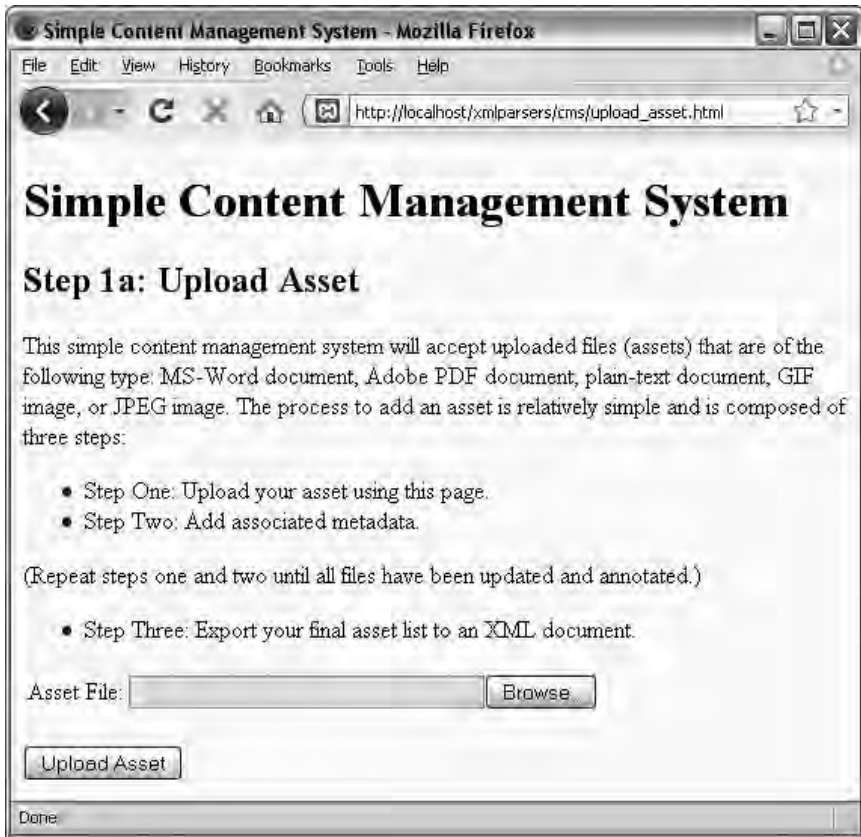 Simple Content Management System - Mozilla Firefox
File Edit View History Bookmarks Tools Help
http://localhost/xmlparsers/cms/upload_asset.html
Simple Content Management System
Step 1a: Upload Asset
This simple content management system will accept uploaded files (assets) that are of the
following type: MS-Word document, Adobe PDF document, plain-text document, GIF
image, or JPEG image. The process to add an asset is relatively simple and is composed of
three steps:
• Step One: Upload your asset using this page.
• Step Two: Add associated metadata.
(Repeat steps one and two until all files have been updated and annotated.)
• Step Three: Export your final asset list to an XML document.
Asset File: Browse...
Upload Asset
Done